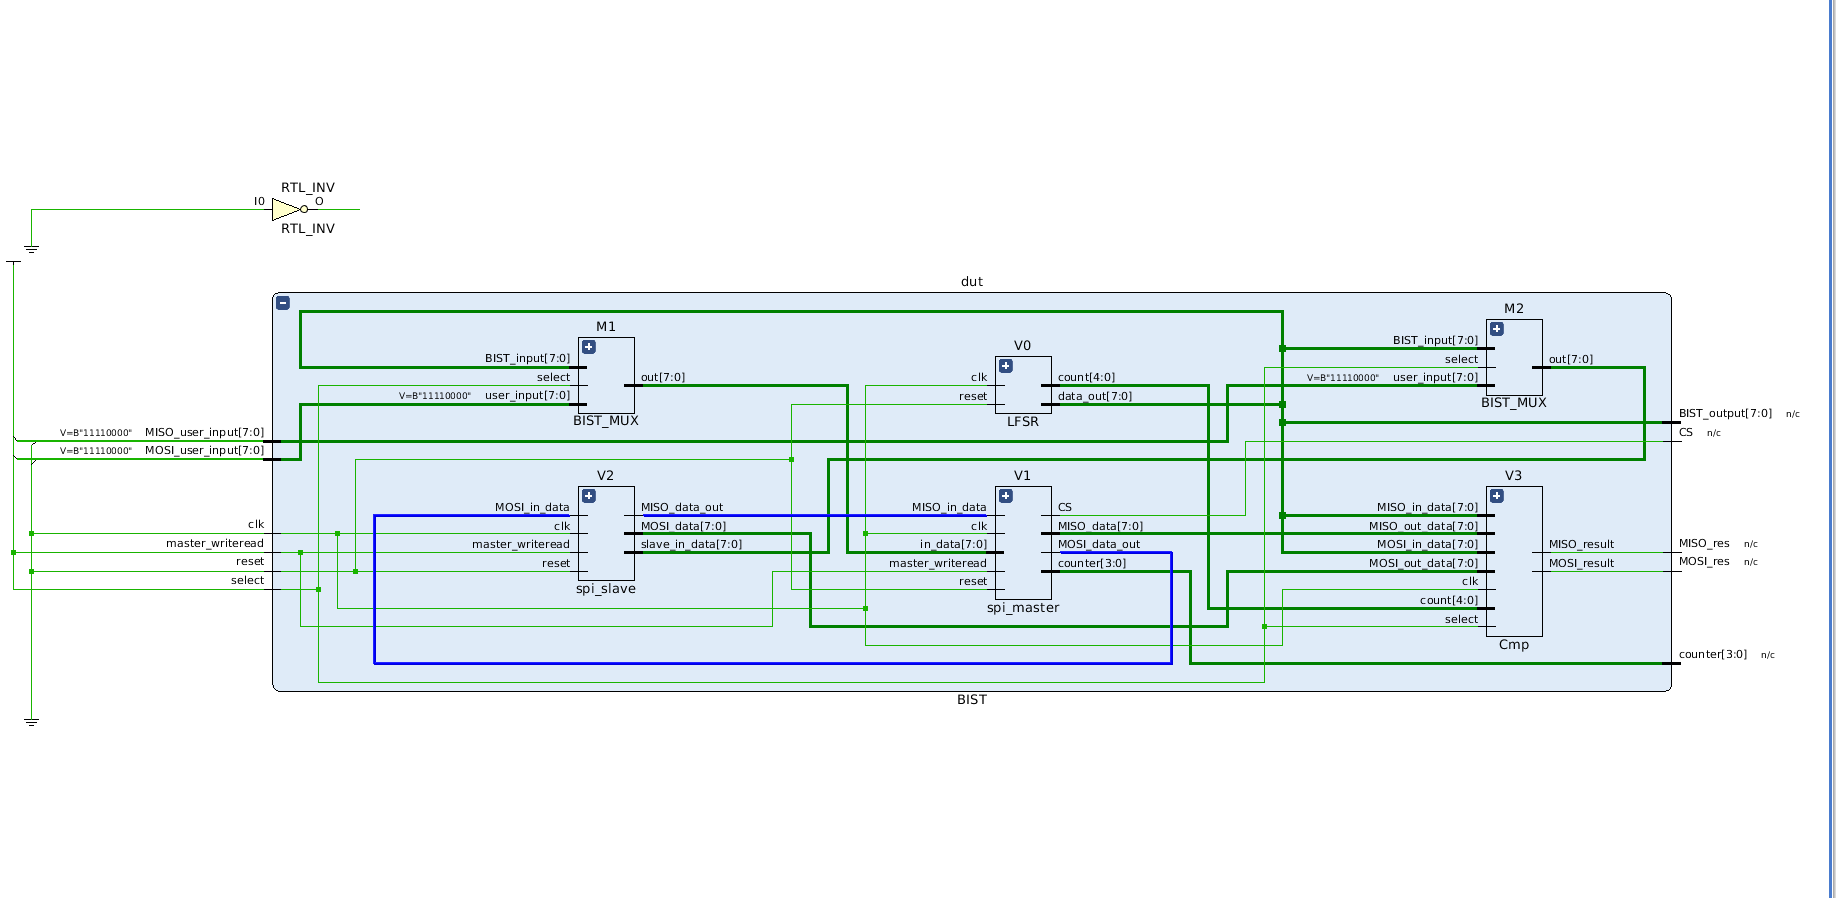 RTL_INV
I0
O
RTL_INV
dut
M1
BIST_input[7:0]
select
V=B"11110000" user_input[7:0]
out[7:0]
BIST_MUX
V0
clk
reset
count[4:0]
data_out[7:0]
LFSR
M2
BIST_input[7:0]
select
V=B"11110000" user_input[7:0]
out[7:0]
BIST_MUX
V=B"11110000" MISO_user_input[7:0]
V=B"11110000" MOSI_user_input[7:0]
clk
master_writeread
reset
select
V2
MOSI_in_data
clk
master_writeread
reset
MISO_data_out
MOSI_data[7:0]
slave_in_data[7:0]
spi_slave
V1
MISO_in_data
clk
in_data[7:0]
master_writeread
reset
CS
MISO_data[7:0]
MOSI_data_out
counter[3:0]
spi_master
V3
MISO_in_data[7:0]
MISO_out_data[7:0]
MOSI_in_data[7:0]
MOSI_out_data[7:0]
clk
count[4:0]
select
MISO_result
MOSI_result
Cmp
BIST_output[7:0] n/c
CS n/c
MISO_res n/c
MOSI_res n/c
counter[3:0] n/c
BIST